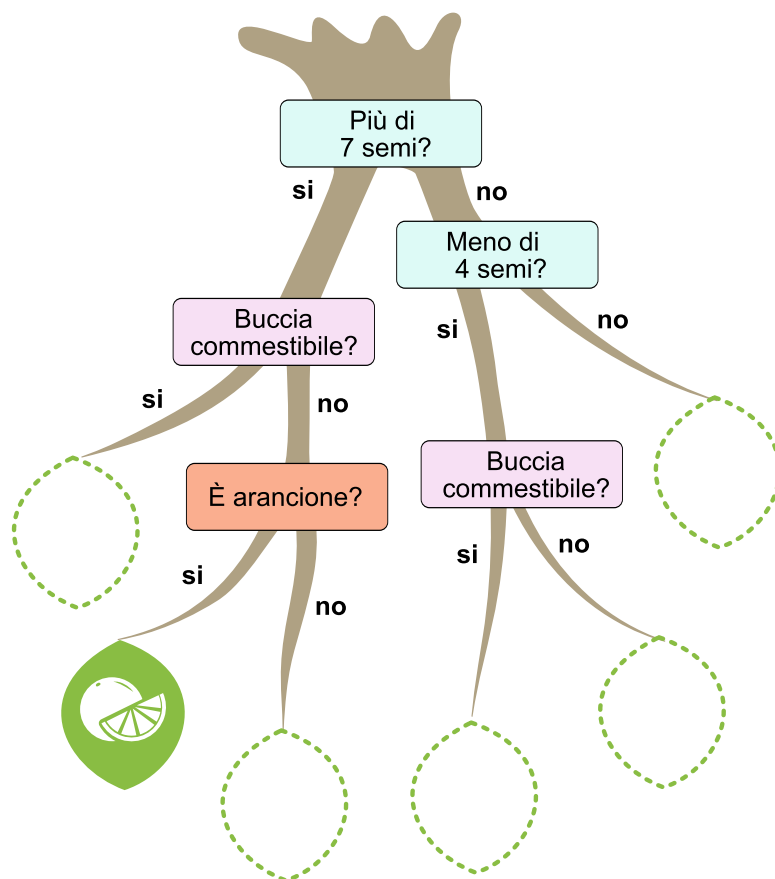 Più di
7 semi?
si
no
Meno di
4 semi?
si
no
Buccia
commestibile?
si
no
Buccia
commestibile?
È arancione?
si
no
si
no